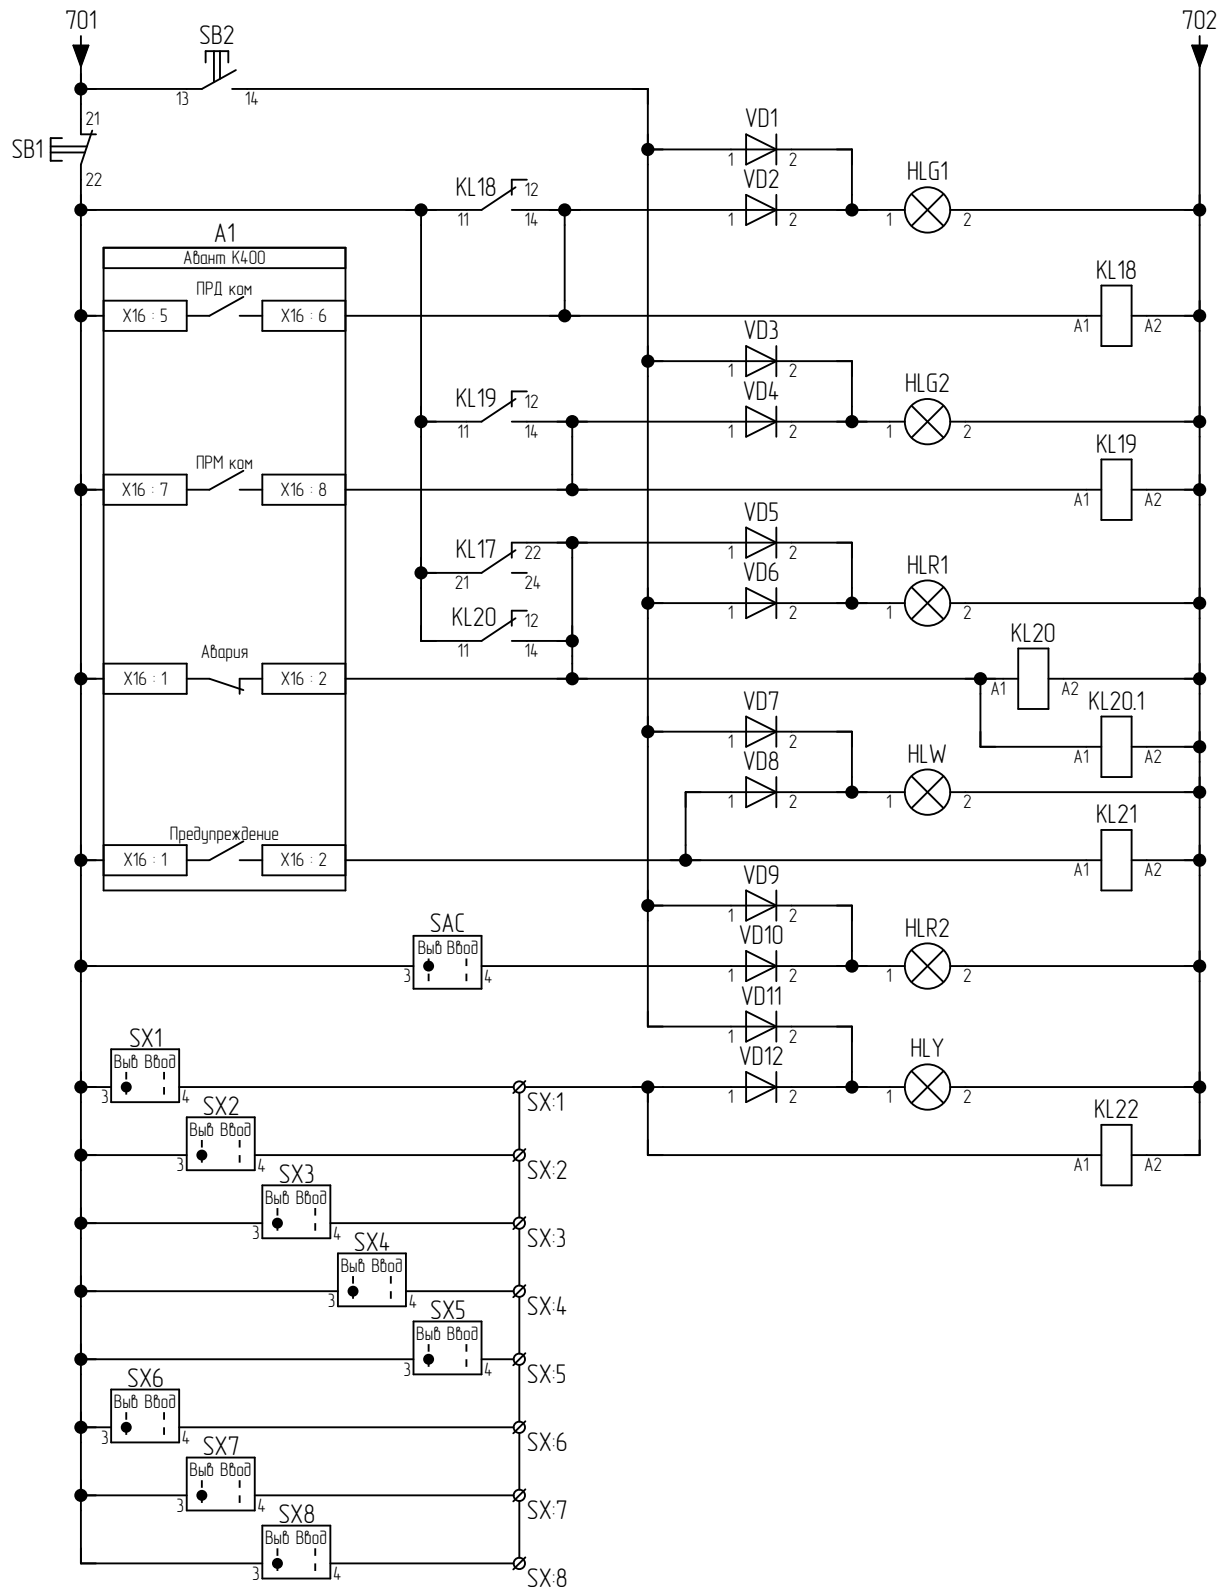 701
702
SB2
13
14
21
SB1
22
VD1
1
2
VD2
1
2
HLG1
1
2
KL18
12
11
14
A1
Авант К400
ПРД ком
X16 : 5
X16 : 6
KL18
A1
A2
VD3
1
2
VD4
1
2
HLG2
1
2
KL19
12
11
14
ПРМ ком
X16 : 7
X16 : 8
KL19
A1
A2
VD5
1
2
KL17
22
21
24
VD6
1
2
HLR1
1
2
KL20
12
11
14
Авария
X16 : 1
X16 : 2
KL20
A1
A2
KL20.1
A1
A2
VD7
1
2
VD8
1
2
HLW
1
2
Предупреждение
X16 : 1
X16 : 2
KL21
A1
A2
VD9
1
2
SAC
Выв Ввод
3
4
VD10
1
2
HLR2
1
2
VD11
1
2
SX1
Выв Ввод
3
4
SX:1
VD12
1
2
HLY
1
2
KL22
A1
A2
SX2
Выв Ввод
3
4
SX:2
SX3
Выв Ввод
3
4
SX:3
SX4
Выв Ввод
3
4
SX:4
SX5
Выв Ввод
3
4
SX:5
SX6
Выв Ввод
3
4
SX:6
SX7
Выв Ввод
3
4
SX:7
SX8
Выв Ввод
3
4
SX:8